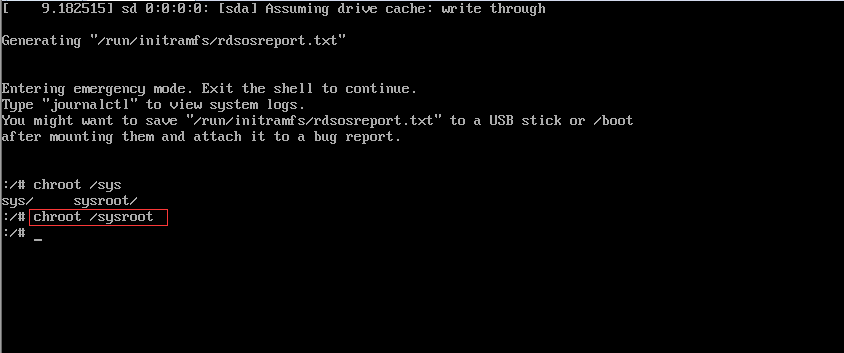 [    9.182515] sd 0:0:0:0: [sda] Assuming drive cache: write through
Generating "/run/initramfs/rdsosreport.txt"
Entering emergency mode. Exit the shell to continue.
Type "journalctl" to view system logs.
You might want to save "/run/initramfs/rdsosreport.txt" to a USB stick or /boot
after mounting them and attach it to a bug report.
:/# chroot /sys
sys/     sysroot/
:/# chroot /sysroot
:/# _